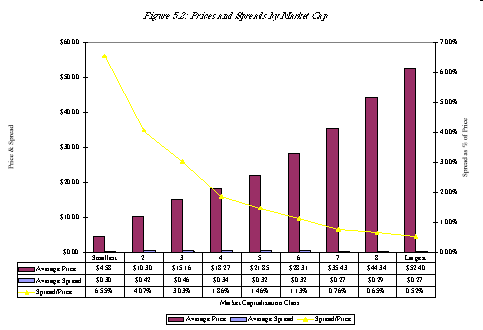 Figure 5.2: Prices and Spreads by Market Cap
$60.00
$50.00
$40.00
$30.00
$20.00
$10.00
$0.00
Price & Spread
7.00%
6.00%
5.00%
4.00%
3.00%
2.00%
1.00%
0.00%
Spread as % of Price
Smallest 2 3 4 5 6 7 8 Largest
Average Price $4.58 $10.30 $15.16 $18.27 $21.85 $28.31 $35.43 $44.34 $52.40
Average Spread $0.30 $0.42 $0.46 $0.34 $0.32 $0.32 $0.27 $0.29 $0.27
Spread/Price 6.55% 4.07% 3.03% 1.86% 1.46% 1.13% 0.76% 0.65% 0.52%
Market Capitalization Class
Average Price Average Spread Spread/Price